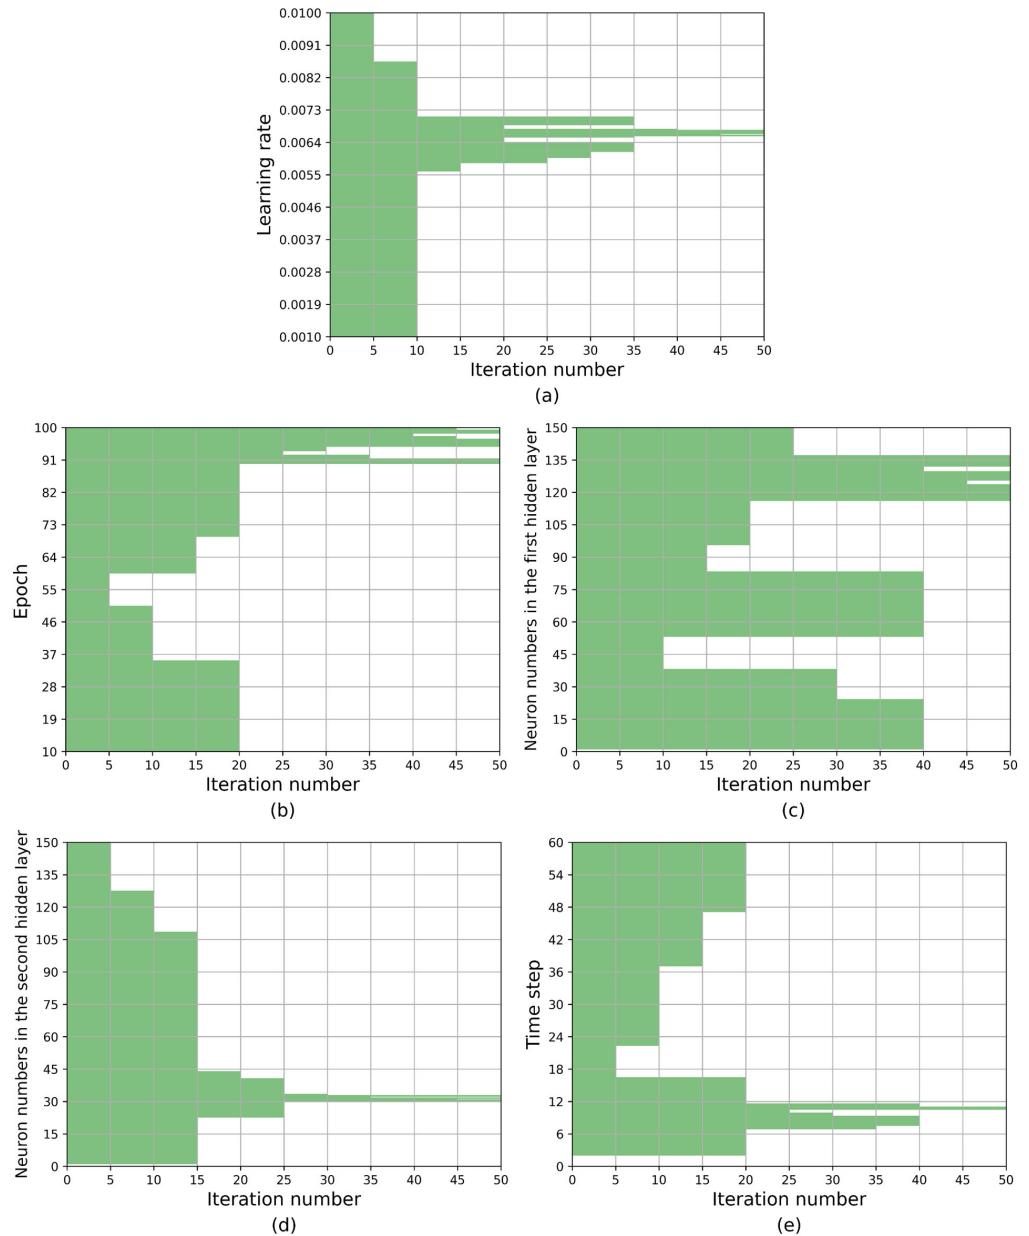 Learning rate
0.0100
0.0091
0.0082
0.0073
0.0064
0.0055
0.0046
0.0037
0.0028
0.0019
0.0010
0 5 10 15 20 25 30 35 40 45 50
Iteration number
(a)
Epoch
100
91
82
73
64
55
46
37
28
19
10
0 5 10 15 20 25 30 35 40 45 50
Iteration number
(b)
Neuron numbers in the first hidden layer
150
135
120
105
90
75
60
45
30
15
0
0 5 10 15 20 25 30 35 40 45 50
Iteration number
(c)
Neuron numbers in the second hidden layer
150
135
120
105
90
75
60
45
30
15
0
0 5 10 15 20 25 30 35 40 45 50
Iteration number
(d)
Time step
60
54
48
42
36
30
24
18
12
6
0
0 5 10 15 20 25 30 35 40 45 50
Iteration number
(e)